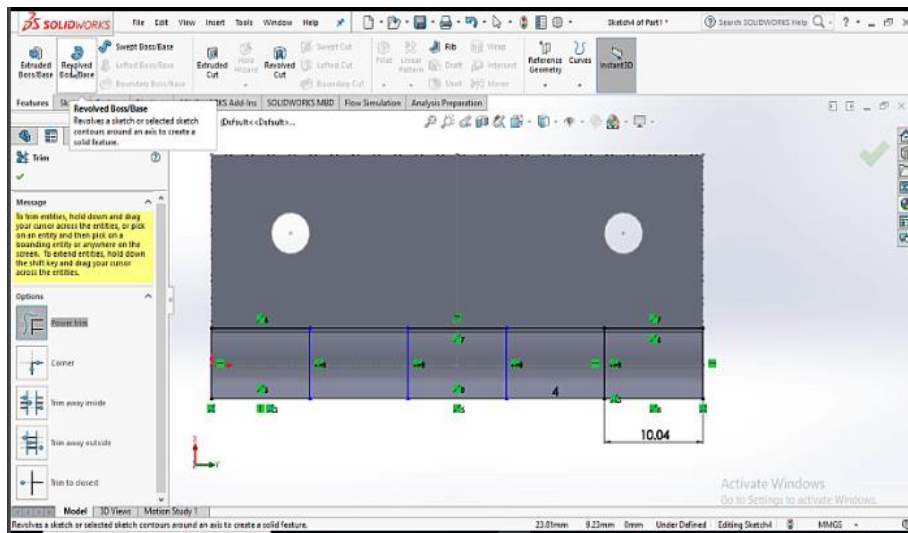 SOLIDWORKS File Edit View Insert Tools Window Help Sketch4 of Part1 * Search SOLIDWORKS Help
Extruded Boss/Base
Revolved Boss/Base
Swept Boss/Base
Lofted Boss/Base
Boundary Boss/Base
Extruded Cut
Hole Wizard
Revolved Cut
Swept Cut
Lofted Cut
Boundary Cut
Fillet
Linear Pattern
Rib
Draft
Shell
Wrap
Intersect
Mirror
Reference Geometry
Curves
Instant3D
Features
SOLIDWORKS MBD Flow Simulation Analysis Preparation
Revolved Boss/Base
Revolves a sketch or selected sketch
contours around an axis to create a
solid feature.
(Default<<Default>...
Trim
Message
To trim entities, hold down and drag
your cursor across the entities, or pick
on an entity and then pick on a
bounding entity or anywhere on the
screen. To extend entities, hold down
the shift key and drag your cursor
across the entities.
Options
Power trim
Corner
Trim away inside
Trim away outside
Trim to closest
4
10.04
X
Y
Activate Windows
Go to Settings to activate Windows.
Model 3D Views Motion Study 1
Revolves a sketch or selected sketch contours around an axis to create a solid feature. 23.81mm 9.23mm 0mm Under Defined Editing Sketch4 MMGS